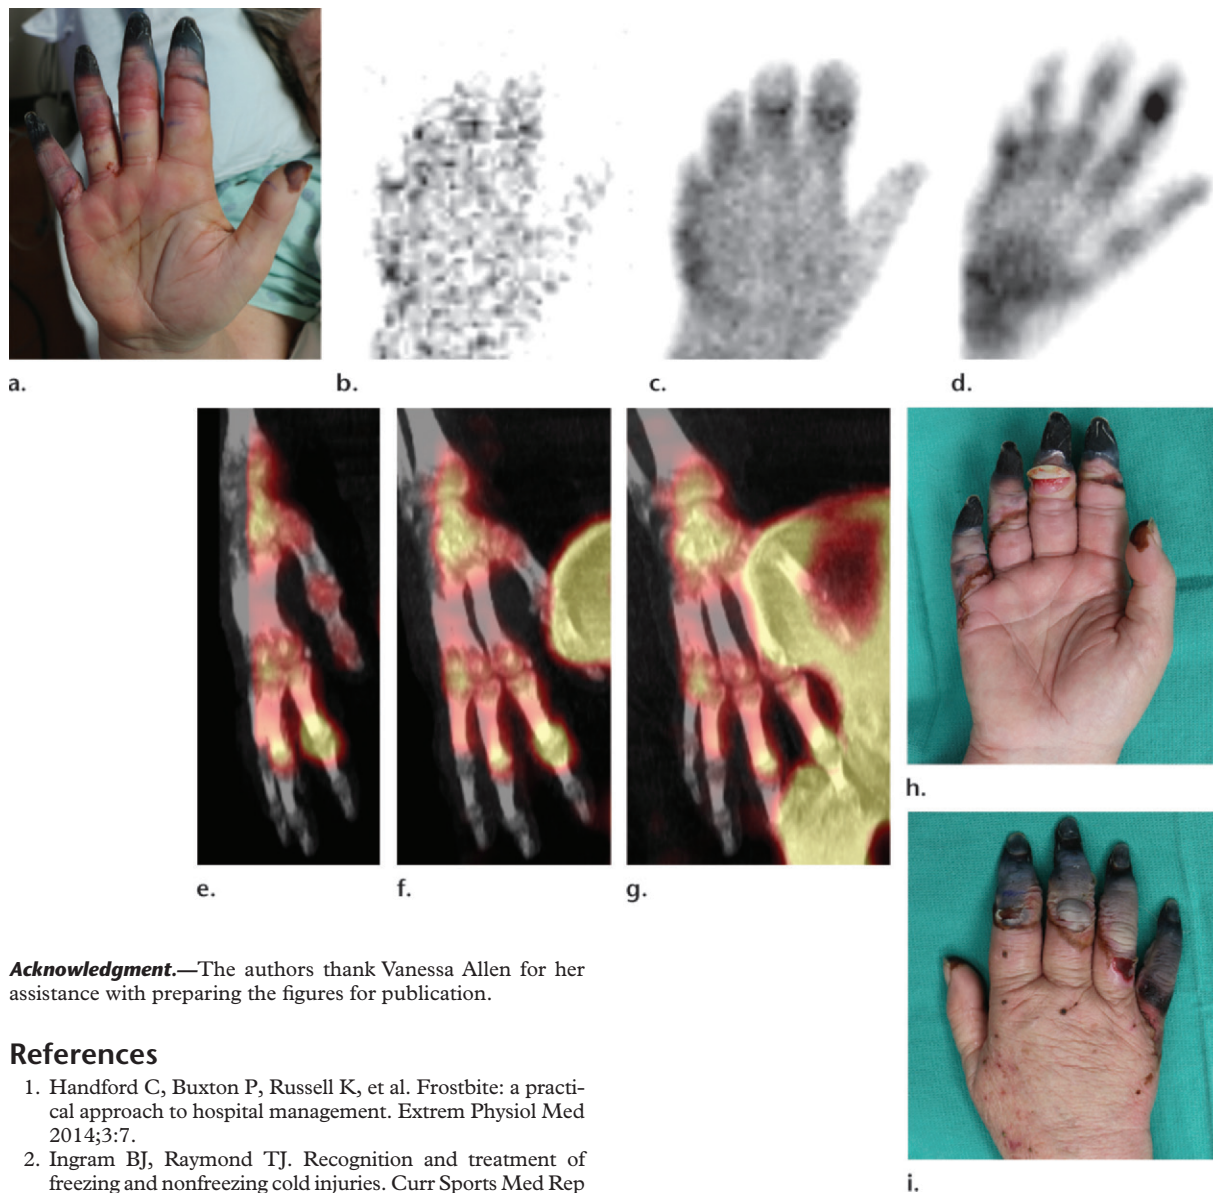 a.
b.
c.
d.
e.
f.
g.
h.
i.
Acknowledgment.—The authors thank Vanessa Allen for her
assistance with preparing the figures for publication.
References
1. Handford C, Buxton P, Russell K, et al. Frostbite: a practi-
cal approach to hospital management. Extrem Physiol Med
2014;3:7.
2. Ingram BJ, Raymond TJ. Recognition and treatment of
freezing and nonfreezing cold injuries. Curr Sports Med Rep